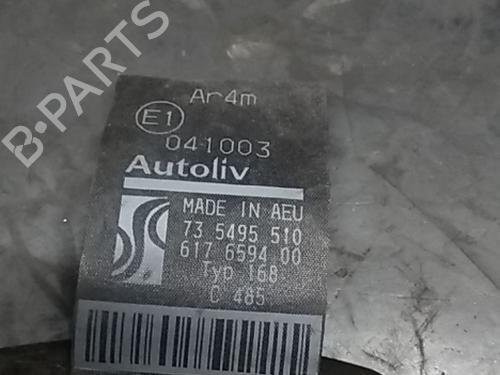 B-PARTS
Ar4m
E1
041003
Autoliv
MADE IN AEU
73 5495 510
617 6594 00
Typ 168
C 485